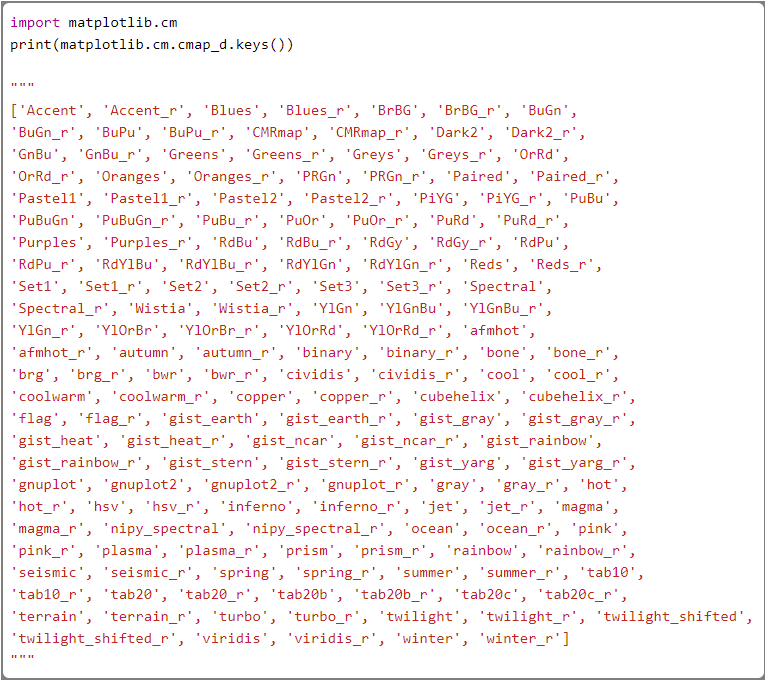 import matplotlib.cm
print(matplotlib.cm.cmap_d.keys())
"""
['Accent', 'Accent_r', 'Blues', 'Blues_r', 'BrBG', 'BrBG_r', 'BuGn',
'BuGn_r', 'BuPu', 'BuPu_r', 'CMRmap', 'CMRmap_r', 'Dark2', 'Dark2_r',
'GnBu', 'GnBu_r', 'Greens', 'Greens_r', 'Greys', 'Greys_r', 'OrRd',
'OrRd_r', 'Oranges', 'Oranges_r', 'PRGn', 'PRGn_r', 'Paired', 'Paired_r',
'Pastel1', 'Pastel1_r', 'Pastel2', 'Pastel2_r', 'PiYG', 'PiYG_r', 'PuBu',
'PuBuGn', 'PuBuGn_r', 'PuBu_r', 'PuOr', 'PuOr_r', 'PuRd', 'PuRd_r',
'Purples', 'Purples_r', 'RdBu', 'RdBu_r', 'RdGy', 'RdGy_r', 'RdPu',
'RdPu_r', 'RdYlBu', 'RdYlBu_r', 'RdYlGn', 'RdYlGn_r', 'Reds', 'Reds_r',
'Set1', 'Set1_r', 'Set2', 'Set2_r', 'Set3', 'Set3_r', 'Spectral',
'Spectral_r', 'Wistia', 'Wistia_r', 'YlGn', 'YlGnBu', 'YlGnBu_r',
'YlGn_r', 'YlOrBr', 'YlOrBr_r', 'YlOrRd', 'YlOrRd_r', 'afmhot',
'afmhot_r', 'autumn', 'autumn_r', 'binary', 'binary_r', 'bone', 'bone_r',
'brg', 'brg_r', 'bwr', 'bwr_r', 'cividis', 'cividis_r', 'cool', 'cool_r',
'coolwarm', 'coolwarm_r', 'copper', 'copper_r', 'cubehelix', 'cubehelix_r',
'flag', 'flag_r', 'gist_earth', 'gist_earth_r', 'gist_gray', 'gist_gray_r',
'gist_heat', 'gist_heat_r', 'gist_ncar', 'gist_ncar_r', 'gist_rainbow',
'gist_rainbow_r', 'gist_stern', 'gist_stern_r', 'gist_yarg', 'gist_yarg_r',
'gnuplot', 'gnuplot2', 'gnuplot2_r', 'gnuplot_r', 'gray', 'gray_r', 'hot',
'hot_r', 'hsv', 'hsv_r', 'inferno', 'inferno_r', 'jet', 'jet_r', 'magma',
'magma_r', 'nipy_spectral', 'nipy_spectral_r', 'ocean', 'ocean_r', 'pink',
'pink_r', 'plasma', 'plasma_r', 'prism', 'prism_r', 'rainbow', 'rainbow_r',
'seismic', 'seismic_r', 'spring', 'spring_r', 'summer', 'summer_r', 'tab10',
'tab10_r', 'tab20', 'tab20_r', 'tab20b', 'tab20b_r', 'tab20c', 'tab20c_r',
'terrain', 'terrain_r', 'turbo', 'turbo_r', 'twilight', 'twilight_r', 'twilight_shifted',
'twilight_shifted_r', 'viridis', 'viridis_r', 'winter', 'winter_r']
"""